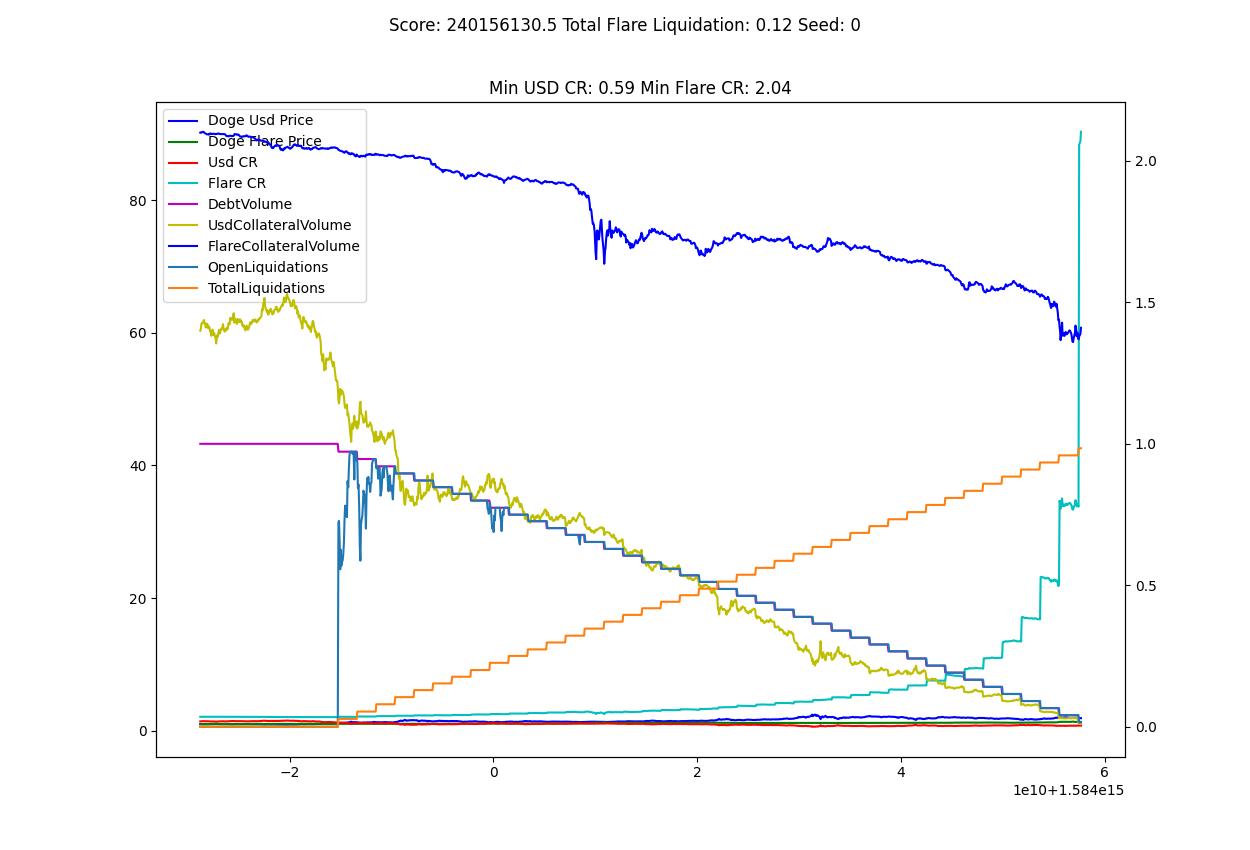 Score: 240156130.5 Total Flare Liquidation: 0.12 Seed: 0
Min USD CR: 0.59 Min Flare CR: 2.04
Doge Usd Price
Doge Flare Price
Usd CR
Flare CR
DebtVolume
UsdCollateralVolume
FlareCollateralVolume
OpenLiquidations
TotalLiquidations
80
60
40
20
0
2.0
1.5
1.0
0.5
0.0
−2
0
2
4
6
1e10+1.584e15